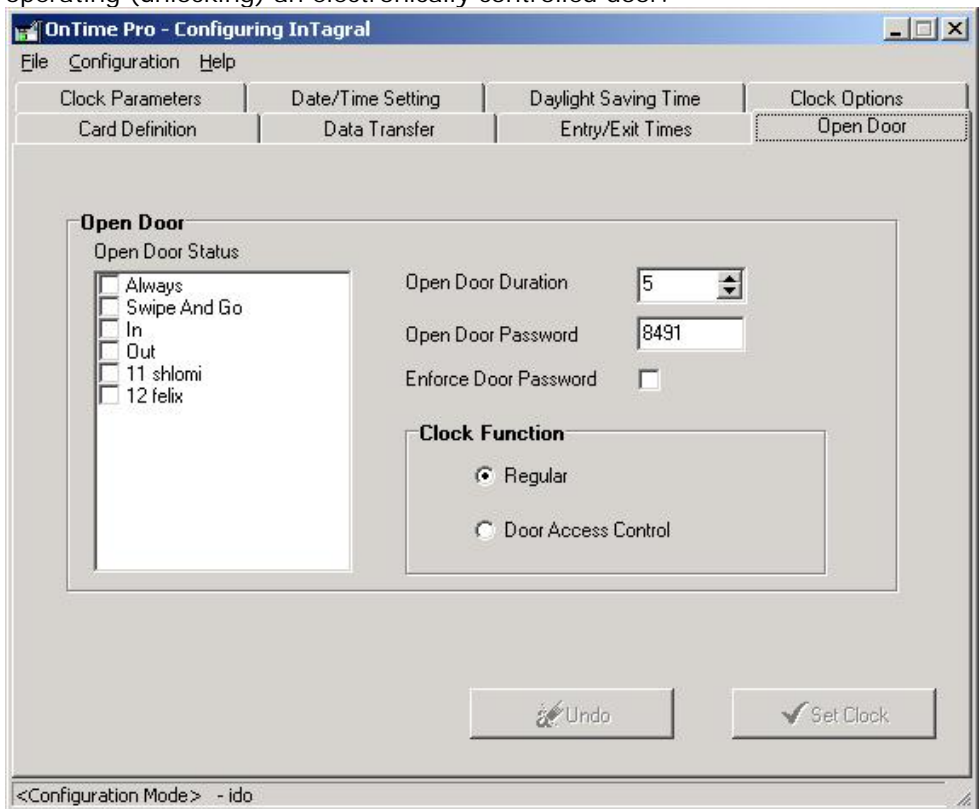 operating (unlocking) an electronically controlled door.
OnTime Pro - Configuring InTagral
File Configuration Help
Clock Parameters Date/Time Setting Daylight Saving Time Clock Options
Card Definition Data Transfer Entry/Exit Times Open Door
Open Door
Open Door Status
Always
Swipe And Go
In
Out
11 shlomi
12 felix
Open Door Duration 5
Open Door Password 8491
Enforce Door Password
Clock Function
Regular
Door Access Control
Undo Set Clock
<Configuration Mode> - ido